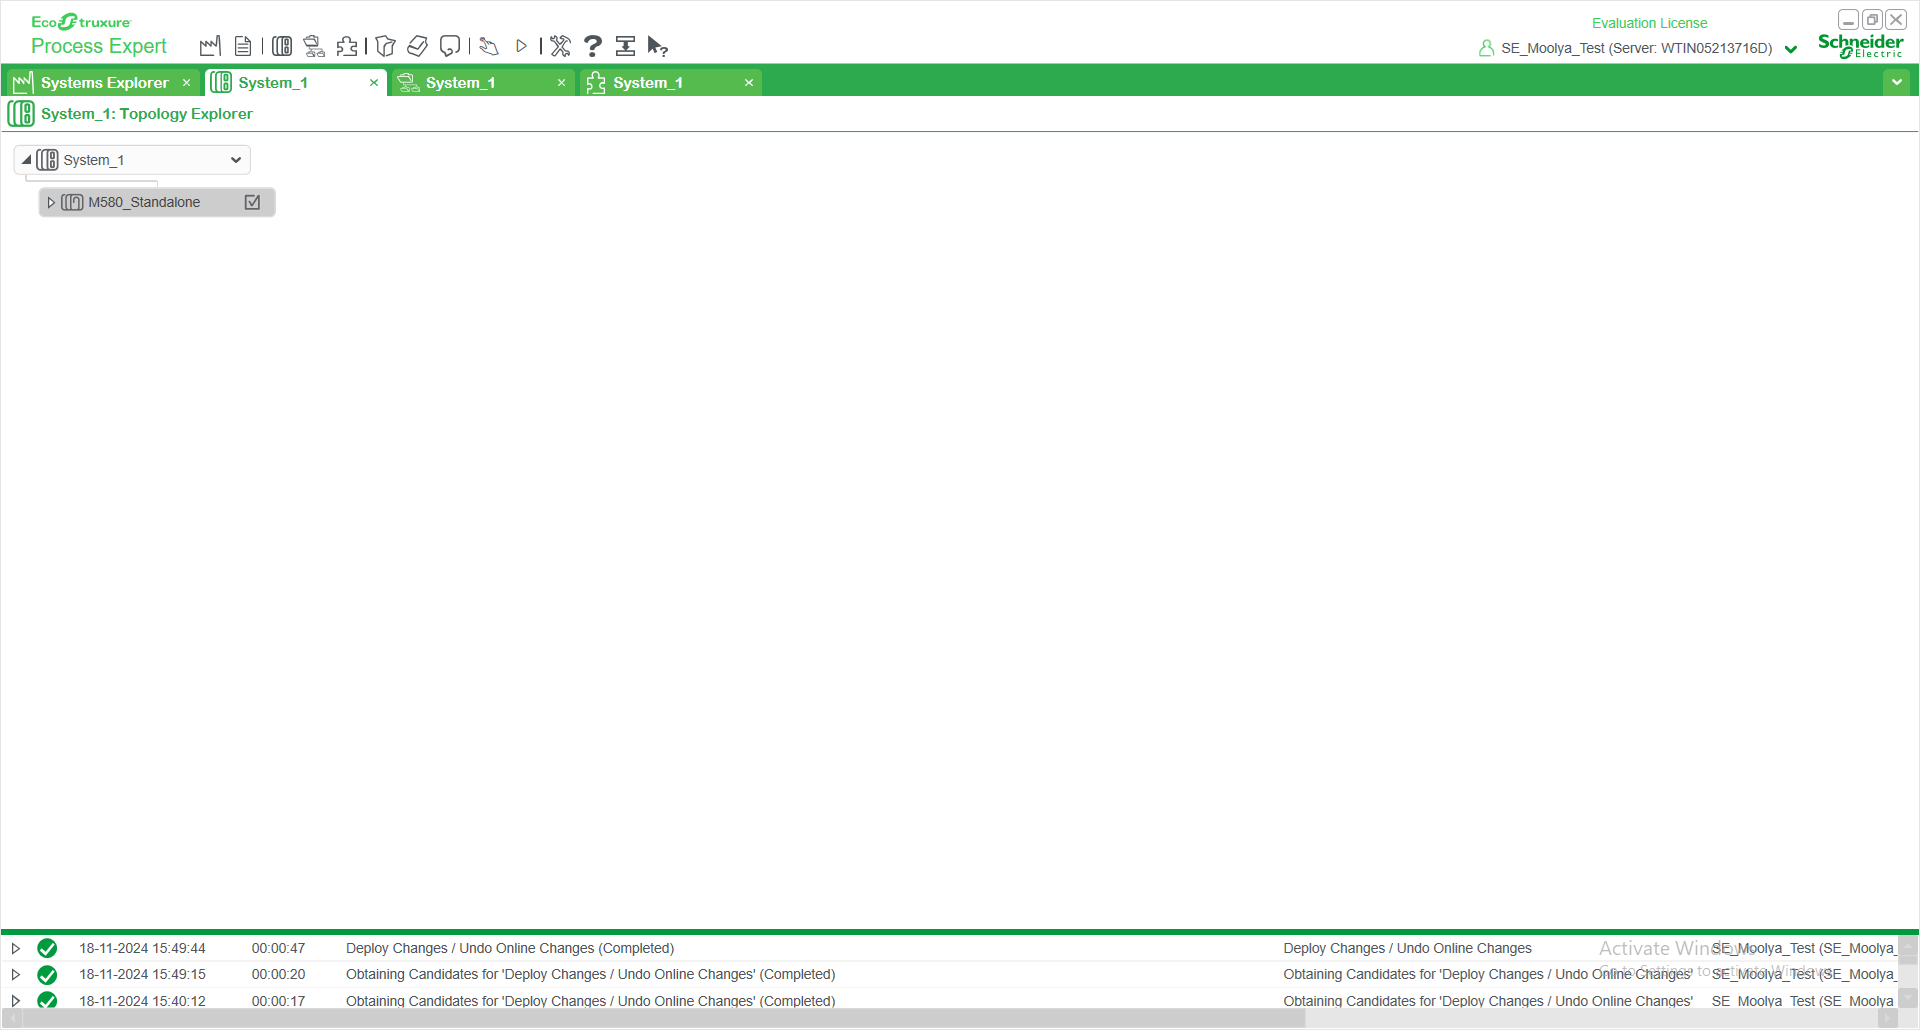 EcoStruxure
Process Expert
Evaluation License
SE_Moolya_Test (Server: WTIN05213716D)
Schneider
Electric
Systems Explorer
System_1
System_1
System_1
System_1: Topology Explorer
System_1
M580_Standalone
18-11-2024 15:49:44 00:00:47 Deploy Changes / Undo Online Changes (Completed) Deploy Changes / Undo Online Changes SE_Moolya_Test (SE_Moolya_
18-11-2024 15:49:15 00:00:20 Obtaining Candidates for 'Deploy Changes / Undo Online Changes' (Completed) Obtaining Candidates for 'Deploy Changes / Undo Online Changes' SE_Moolya_Test (SE_Moolya_
18-11-2024 15:40:12 00:00:17 Obtaining Candidates for 'Deploy Changes / Undo Online Changes' (Completed) Obtaining Candidates for 'Deploy Changes / Undo Online Changes' SE_Moolya_Test (SE_Moolya_
Activate Windows
Go to Settings to activate Windows.